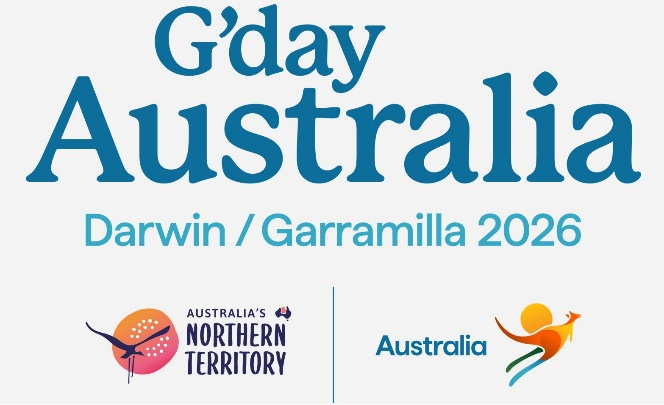 G’day
Australia
Darwin / Garramilla 2026
AUSTRALIA'S
NORTHERN
TERRITORY
Australia